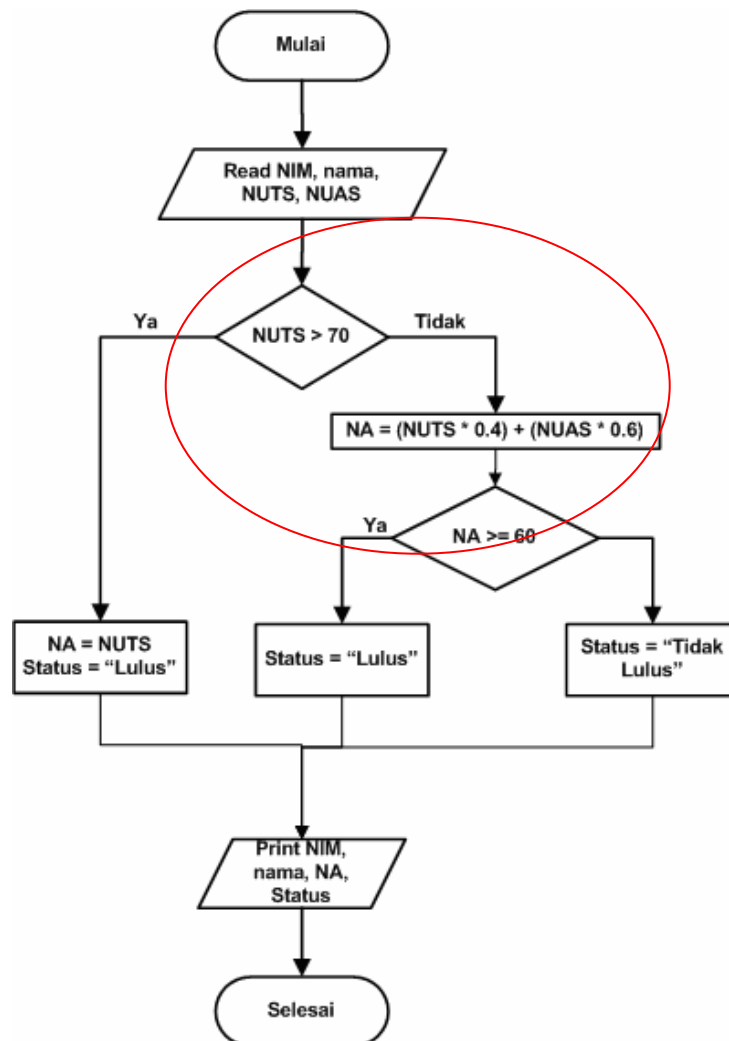 Mulai
Read NIM, nama,
NUTS, NUAS
Ya
NUTS > 70
Tidak
NA = (NUTS * 0.4) + (NUAS * 0.6)
Ya
NA >= 60
NA = NUTS
Status = “Lulus”
Status = “Lulus”
Status = “Tidak
Lulus”
Print NIM,
nama, NA,
Status
Selesai